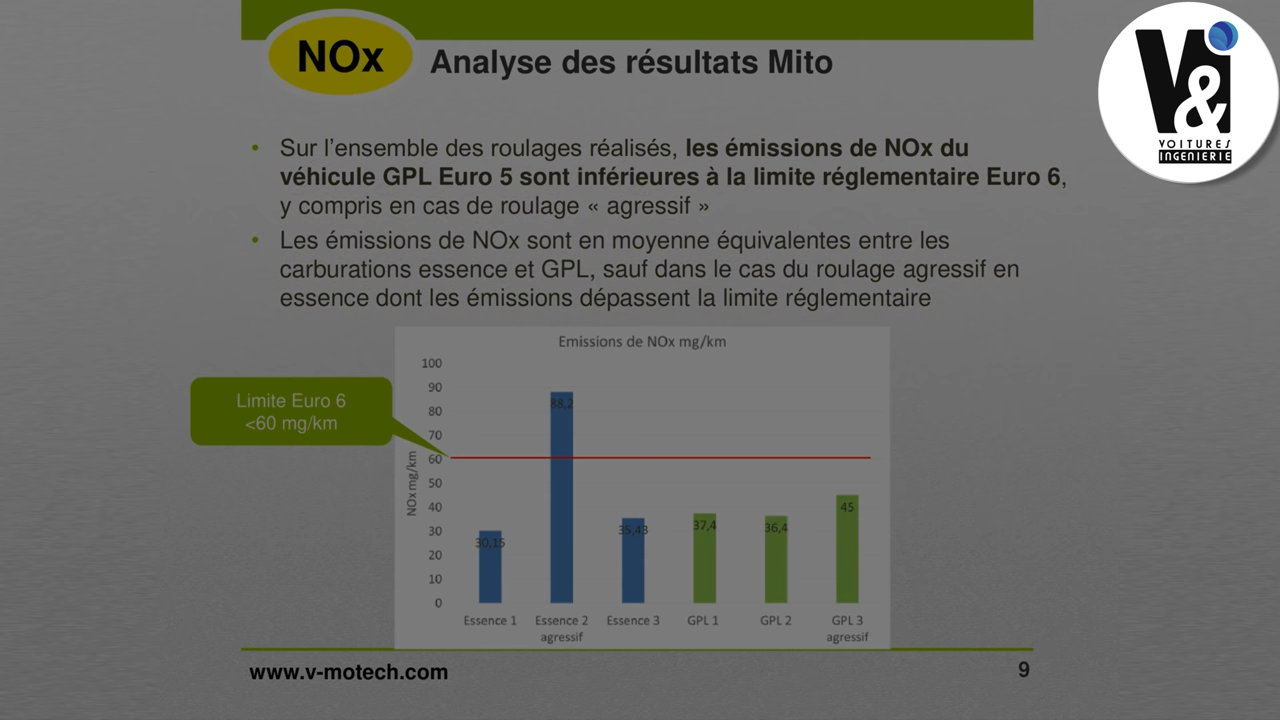 NOx
Analyse des résultats Mito
V&i
VOITURES
INGENIERIE
• Sur l’ensemble des roulages réalisés, les émissions de NOx du
véhicule GPL Euro 5 sont inférieures à la limite réglementaire Euro 6,
y compris en cas de roulage « agressif »
• Les émissions de NOx sont en moyenne équivalentes entre les
carburations essence et GPL, sauf dans le cas du roulage agressif en
essence dont les émissions dépassent la limite réglementaire
Emissions de NOx mg/km
Limite Euro 6
<60 mg/km
NOx mg/km
100
90
80
70
60
50
40
30
20
10
0
30,15
88,2
35,43
37,4
36,4
45
Essence 1
Essence 2
agressif
Essence 3
GPL 1
GPL 2
GPL 3
agressif
www.v-motech.com
9